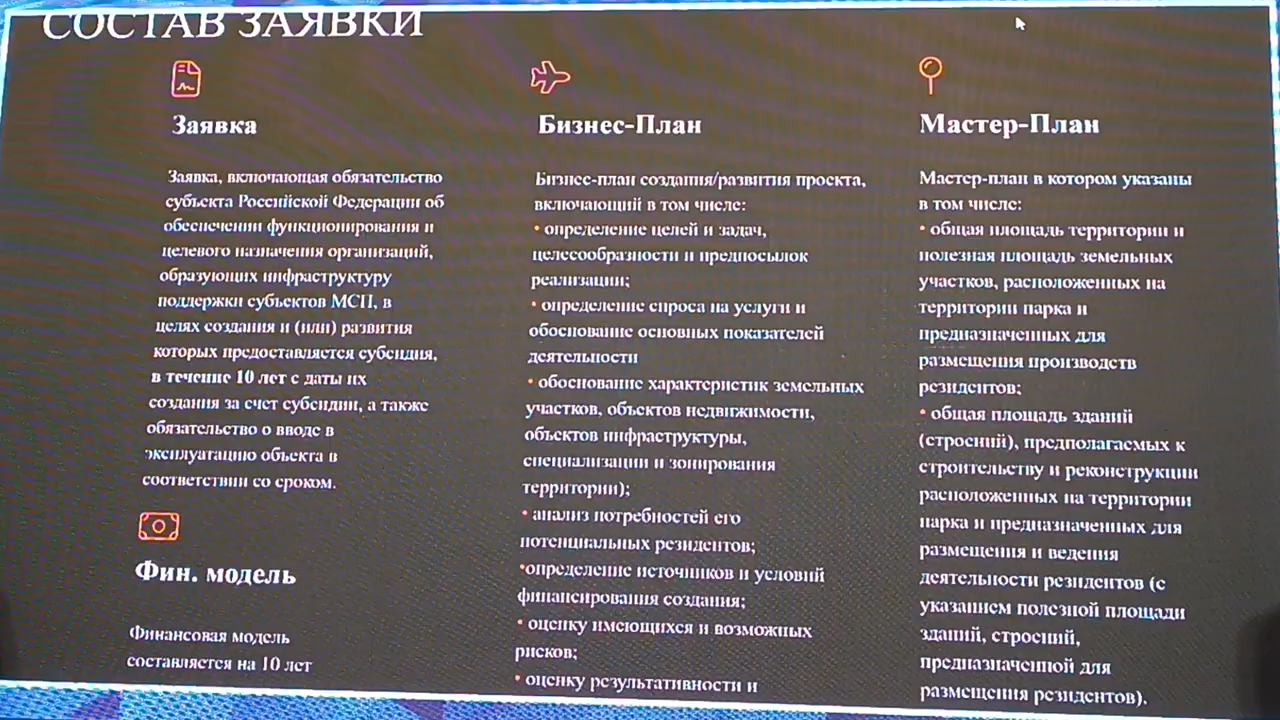 СОСТАВ ЗАЯВКИ
Заявка
Заявка, включающая обязательство
субъекта Российской Федерации об
обеспечении функционирования и
целевого назначения организаций,
образующих инфраструктуру
поддержки субъектов МСП, в
целях создания и (или) развития
которых предоставляется субсидия,
в течение 10 лет с даты их
создания за счет субсидии, а также
обязательство о вводе в
эксплуатацию объекта в
соответствии со сроком.
Фин. модель
Финансовая модель
составляется на 10 лет
Бизнес-План
Бизнес-план создания/развития проекта,
включающий в том числе:
• определение целей и задач,
целесообразности и предпосылок
реализации;
• определение спроса на услуги и
обоснование основных показателей
деятельности
• обоснование характеристик земельных
участков, объектов недвижимости,
объектов инфраструктуры,
специализации и зонирования
территории);
• анализ потребностей его
потенциальных резидентов;
•определение источников и условий
финансирования создания;
• оценку имеющихся и возможных
рисков;
• оценку результативности и
Мастер-План
Мастер-план в котором указаны
в том числе:
• общая площадь территории и
полезная площадь земельных
участков, расположенных на
территории парка и
предназначенных для
размещения производств
резидентов;
• общая площадь зданий
(строений), предполагаемых к
строительству и реконструкции
расположенных на территории
парка и предназначенных для
размещения и ведения
деятельности резидентов (с
указанием полезной площади
зданий, строений,
предназначенной для
размещения резидентов).